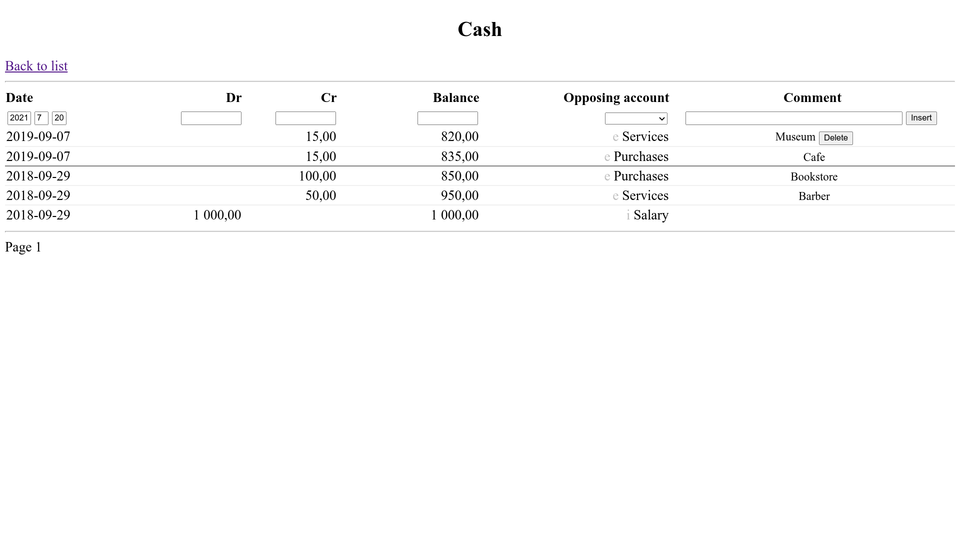 Cash
Back to list
Date Dr Cr Balance Opposing account Comment
2021 7 20 Insert
2019-09-07 15,00 820,00 e Services Museum Delete
2019-09-07 15,00 835,00 e Purchases Cafe
2018-09-29 100,00 850,00 e Purchases Bookstore
2018-09-29 50,00 950,00 e Services Barber
2018-09-29 1 000,00 1 000,00 i Salary
Page 1